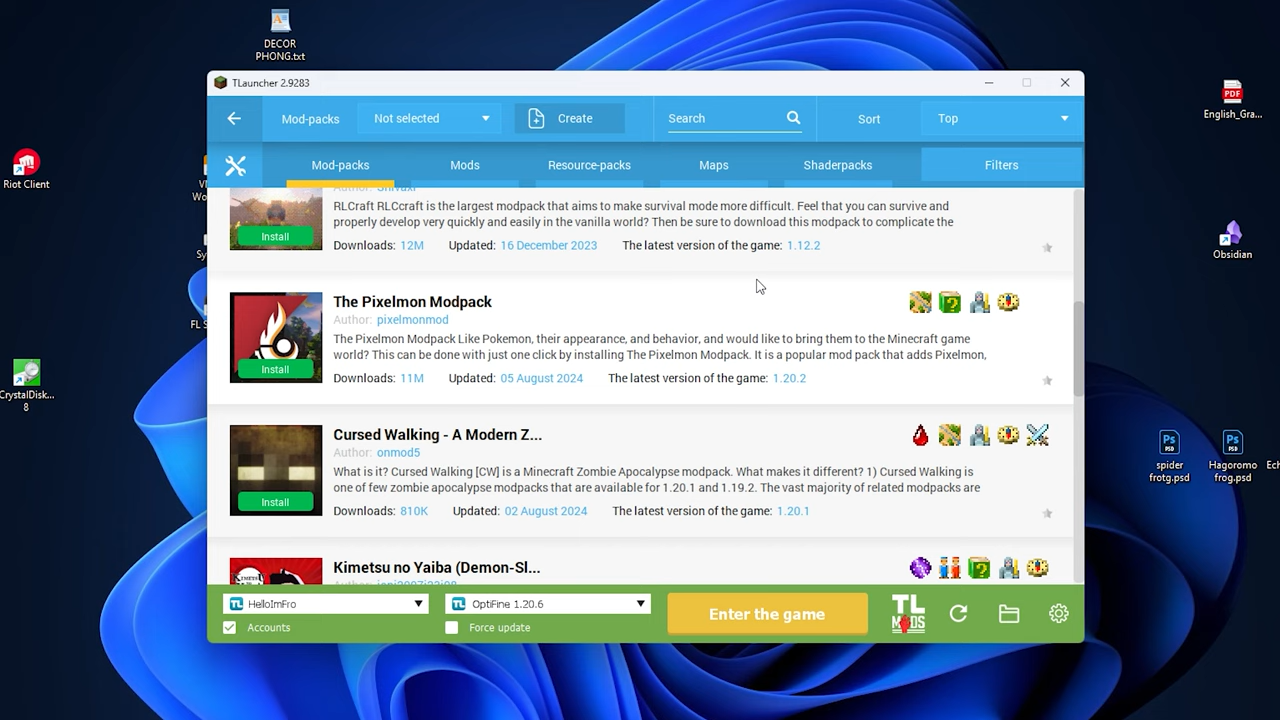 DECOR
PHONG.txt
English_Gra...
Riot Client
Obsidian
CrystalDisk...
8
spider
frotg.psd
Hagoromo
frog.psd
TLauncher 2.9283
Mod-packs
Not selected
Create
Search
Sort
Top
Mod-packs
Mods
Resource-packs
Maps
Shaderpacks
Filters
Author: Shivaxi
RLCraft RLCcraft is the largest modpack that aims to make survival mode more difficult. Feel that you can survive and
properly develop very quickly and easily in the vanilla world? Then be sure to download this modpack to complicate the
Install
Downloads: 12M Updated: 16 December 2023 The latest version of the game: 1.12.2
The Pixelmon Modpack
Author: pixelmonmod
The Pixelmon Modpack Like Pokemon, their appearance, and behavior, and would like to bring them to the Minecraft game
world? This can be done with just one click by installing The Pixelmon Modpack. It is a popular mod pack that adds Pixelmon,
Install
Downloads: 11M Updated: 05 August 2024 The latest version of the game: 1.20.2
Cursed Walking - A Modern Z...
Author: onmod5
What is it? Cursed Walking [CW] is a Minecraft Zombie Apocalypse modpack. What makes it different? 1) Cursed Walking is
one of few zombie apocalypse modpacks that are available for 1.20.1 and 1.19.2. The vast majority of related modpacks are
Install
Downloads: 810K Updated: 02 August 2024 The latest version of the game: 1.20.1
Kimetsu no Yaiba (Demon-Sl...
HelloImFro
Accounts
OptiFine 1.20.6
Force update
Enter the game
TL
MODS